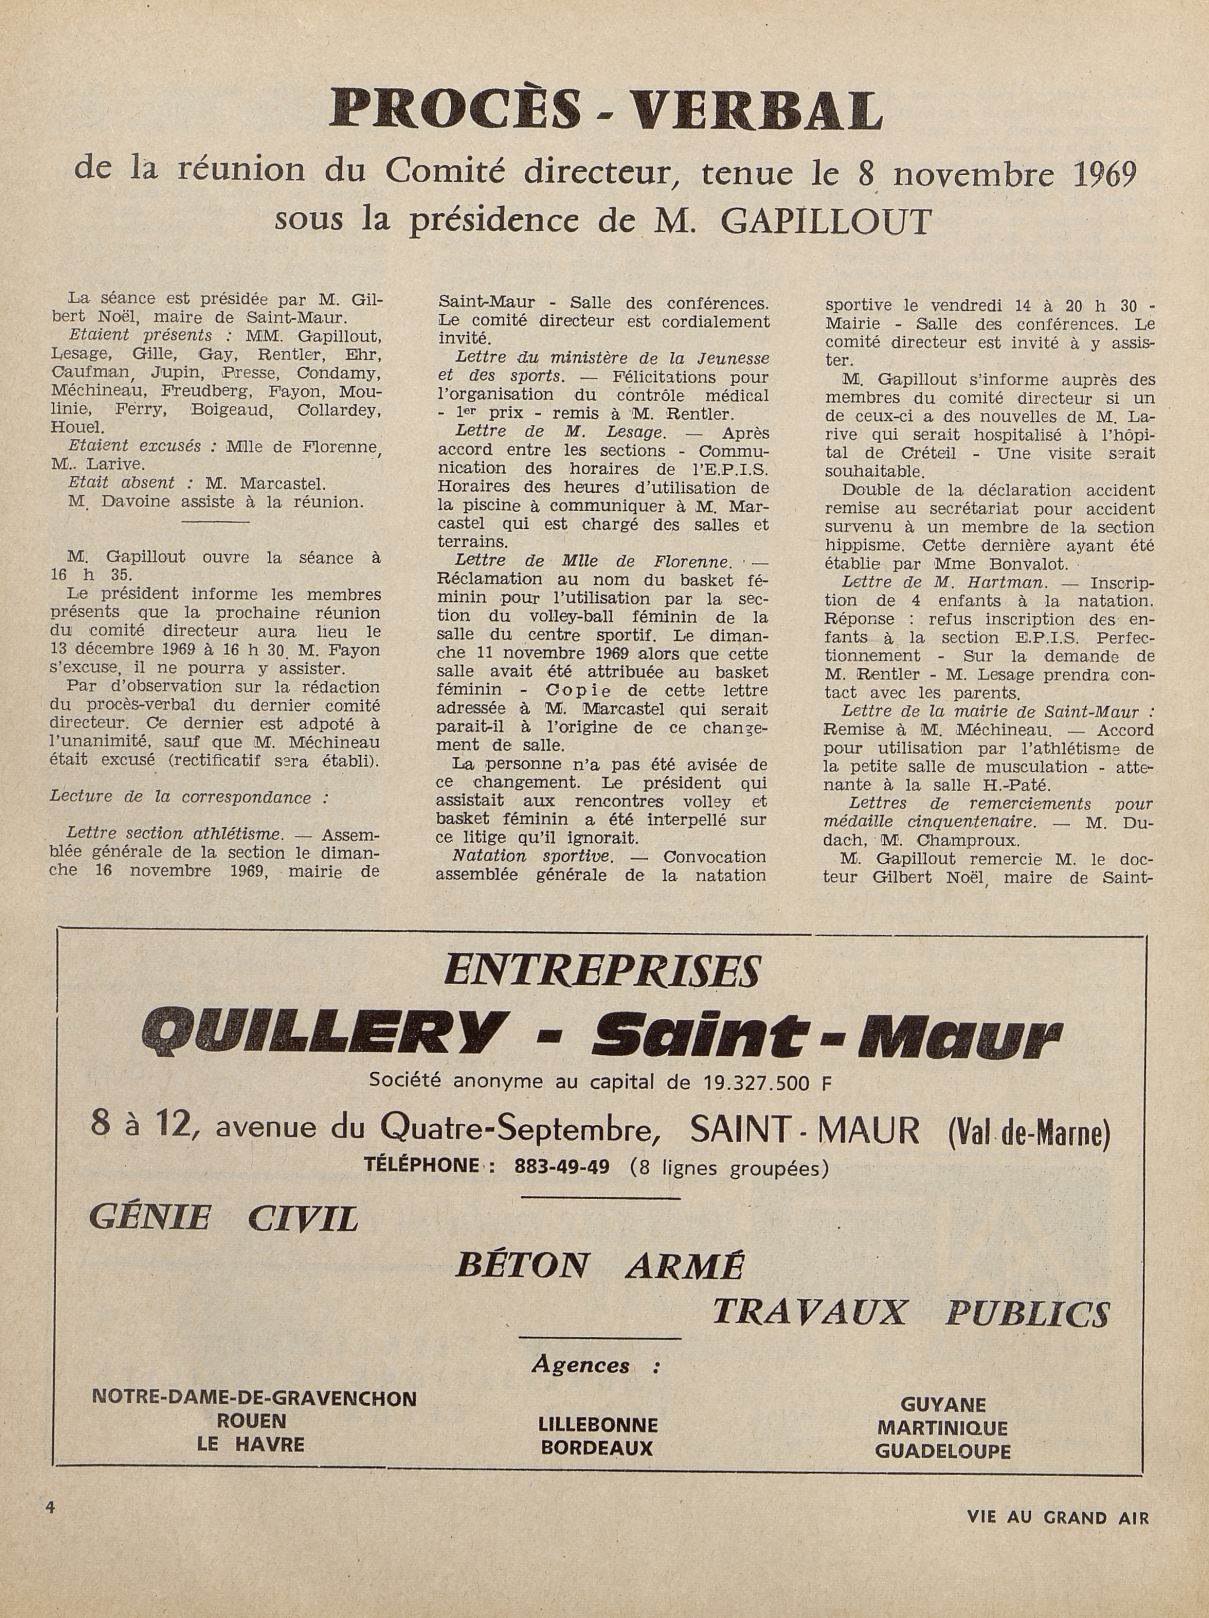 PROCÈS - VERBAL
de la réunion du Comité directeur, tenue le 8 novembre 1969
sous la présidence de M. GAPILLOUT
La séance est présidée par M. Gil-
bert Noël, maire de Saint-Maur.
Etaient présents : MM. Gapillout,
Lesage, Gille, Gay, Rentler, Ehr,
Caufman, Jupin, Presse, Condamy,
Méchineau, Freudberg, Fayon, Mou-
linie, Ferry, Boigeaud, Collardey,
Houel.
Etaient excusés : Mlle de Florenne,
M.. Larive.
Etait absent : M. Marcastel.
M. Davoine assiste à la réunion.
M. Gapillout ouvre la séance à
16 h 35.
Le président informe les membres
présents que la prochaine réunion
du comité directeur aura lieu le
13 décembre 1969 à 16 h 30. M. Fayon
s'excuse, il ne pourra y assister.
Par d'observation sur la rédaction
du procès-verbal du dernier comité
directeur. Ce dernier est adpoté à
l'unanimité, sauf que M. Méchineau
était excusé (rectificatif sera établi).
Lecture de la correspondance :
Lettre section athlétisme. — Assem-
blée générale de la section le diman-
che 16 novembre 1969, mairie de
Saint-Maur - Salle des conférences.
Le comité directeur est cordialement
invité.
Lettre du ministère de la Jeunesse
et des sports. — Félicitations pour
l'organisation du contrôle médical
- 1er prix - remis à M. Rentler.
Lettre de M. Lesage. — Après
accord entre les sections - Commu-
nication des horaires de l'E.P.I.S.
Horaires des heures d'utilisation de
la piscine à communiquer à M. Mar-
castel qui est chargé des salles et
terrains.
Lettre de Mlle de Florenne. —
Réclamation au nom du basket fé-
minin pour l'utilisation par la sec-
tion du volley-ball féminin de la
salle du centre sportif. Le diman-
che 11 novembre 1969 alors que cette
salle avait été attribuée au basket
féminin - Copie de cette lettre
adressée à M. Marcastel qui serait
parait-il à l'origine de ce change-
ment de salle.
La personne n'a pas été avisée de
ce changement. Le président qui
assistait aux rencontres volley et
basket féminin a été interpellé sur
ce litige qu'il ignorait.
Natation sportive. — Convocation
assemblée générale de la natation
sportive le vendredi 14 à 20 h 30 -
Mairie - Salle des conférences. Le
comité directeur est invité à y assis-
ter.
M. Gapillout s'informe auprès des
membres du comité directeur si un
de ceux-ci a des nouvelles de M. La-
rive qui serait hospitalisé à l'hôpi-
tal de Créteil - Une visite serait
souhaitable.
Double de la déclaration accident
remise au secrétariat pour accident
survenu à un membre de la section
hippisme. Cette dernière ayant été
établie par Mme Bonvalot.
Lettre de M. Hartman. — Inscrip-
tion de 4 enfants à la natation.
Réponse : refus inscription des en-
fants à la section E.P.I.S. Perfec-
tionnement - Sur la demande de
M. Rentler - M. Lesage prendra con-
tact avec les parents.
Lettre de la mairie de Saint-Maur :
Remise à M. Méchineau. — Accord
pour utilisation par l'athlétisme de
la petite salle de musculation - atte-
nante à la salle H.-Paté.
Lettres de remerciements pour
médaille cinquentenaire. — M. Du-
dach, M. Champroux.
M. Gapillout remercie M. le doc-
teur Gilbert Noël, maire de Saint-
ENTREPRISES
QUILLERY - Saint-Maur
Société anonyme au capital de 19.327.500 F
8 à 12, avenue du Quatre-Septembre, SAINT-MAUR (Val de-Marne)
TÉLÉPHONE : 883-49-49 (8 lignes groupées)
GÉNIE CIVIL
BÉTON ARMÉ
TRAVAUX PUBLICS
Agences :
NOTRE-DAME-DE-GRAVENCHON
ROUEN
LE HAVRE
LILLEBONNE
BORDEAUX
GUYANE
MARTINIQUE
GUADELOUPE
4
VIE AU GRAND AIR